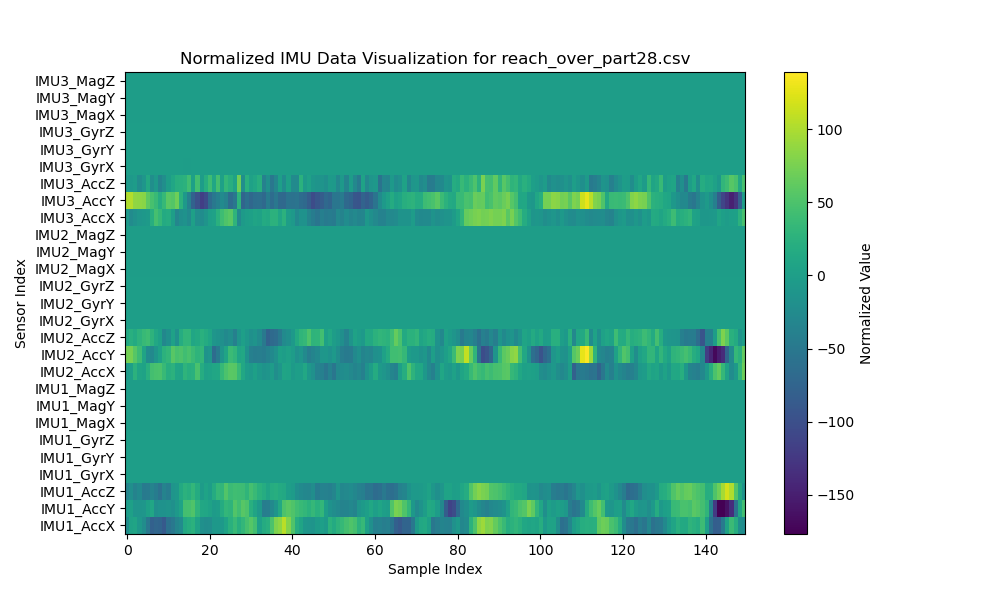 Normalized IMU Data Visualization for reach_over_part28.csv
IMU3_MagZ
IMU3_MagY
IMU3_MagX
IMU3_GyrZ
IMU3_GyrY
IMU3_GyrX
IMU3_AccZ
IMU3_AccY
IMU3_AccX
IMU2_MagZ
IMU2_MagY
IMU2_MagX
IMU2_GyrZ
IMU2_GyrY
IMU2_GyrX
IMU2_AccZ
IMU2_AccY
IMU2_AccX
IMU1_MagZ
IMU1_MagY
IMU1_MagX
IMU1_GyrZ
IMU1_GyrY
IMU1_GyrX
IMU1_AccZ
IMU1_AccY
IMU1_AccX
Sensor Index
0 20 40 60 80 100 120 140
Sample Index
100
50
0
−50
−100
−150
Normalized Value